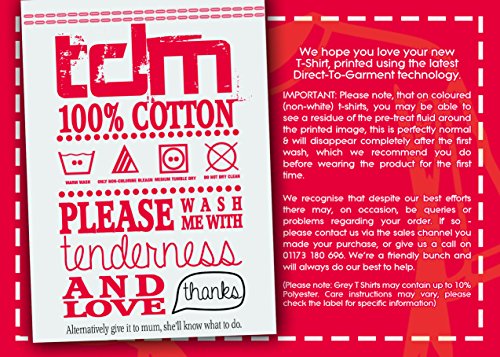 tdm
100% COTTON
WARM WASH
ONLY NON-CHLORINE BLEACH
MEDIUM TUMBLE DRY
DO NOT DRY CLEAN
PLEASE WASH
ME WITH
tenderness
AND
LOVE
thanks
Alternatively give it to mum, she'll know what to do.
We hope you love your new
T-Shirt, printed using the latest
Direct-To-Garment technology.
IMPORTANT: Please note, that on coloured
(non-white) t-shirts, you may be able to
see a residue of the pre-treat fluid around
the printed image, this is perfectly normal
& will disappear completely after the first
wash, which we recommend you do
before wearing the product for the first
time.
We recognise that despite our best efforts
there may, on occasion, be queries or
problems regarding your order. If so -
please contact us via the sales channel you
made your purchase, or give us a call on
01173 180 696. We're a friendly bunch and
will always do our best to help.
(Please note: Grey T Shirts may contain up to 10%
Polyester. Care instructions may vary, please
check the label for specific information)